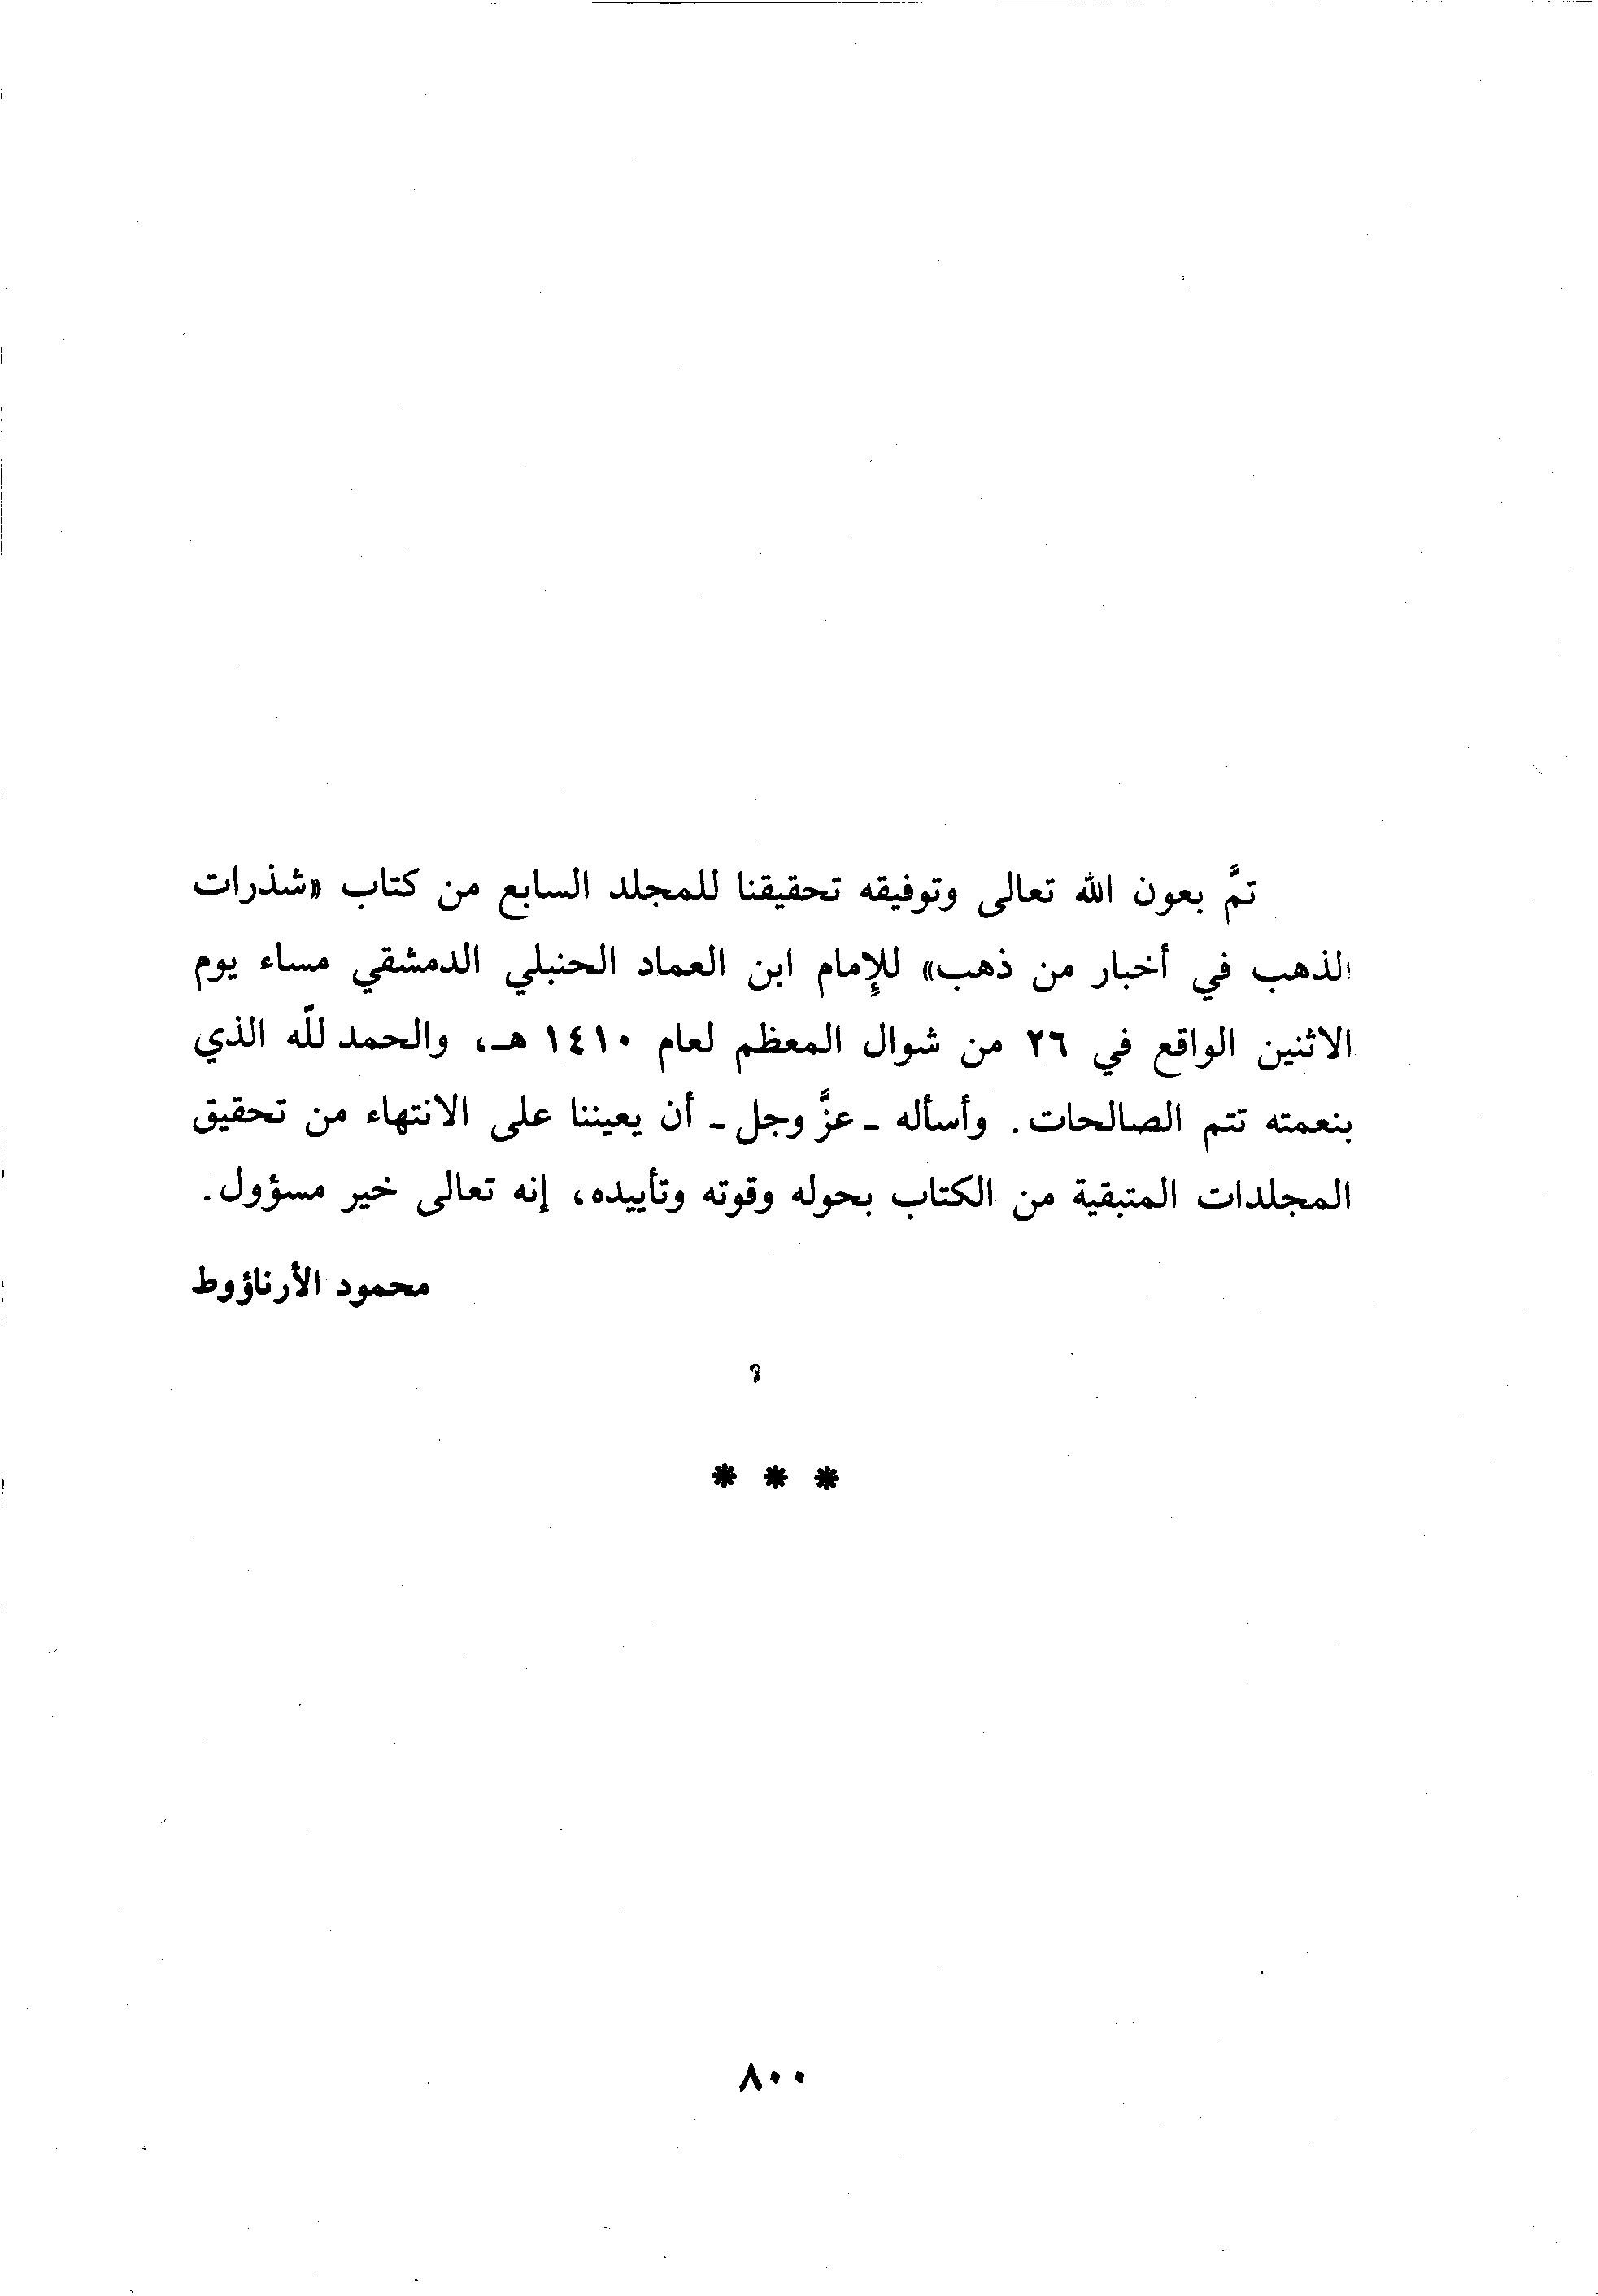 تمَّ بعون الله تعالى وتوفيقه تحقيقنا للمجلد السابع من كتاب «شذرات
الذهب في أخبار من ذهب» للإِمام ابن العماد الحنبلي الدمشقي مساء يوم
الاثنين الواقع في ٢٦ من شوال المعظم لعام ١٤١٠ هـ، والحمد للّه الذي
بنعمته تتم الصالحات. وأسأله ـ عزَّ وجل ـ أن يعيننا على الانتهاء من تحقيق
المجلدات المتبقية من الكتاب بحوله وقوته وتأييده، إنه تعالى خير مسؤول.
محمود الأرناؤوط
* * *
٨٠٠